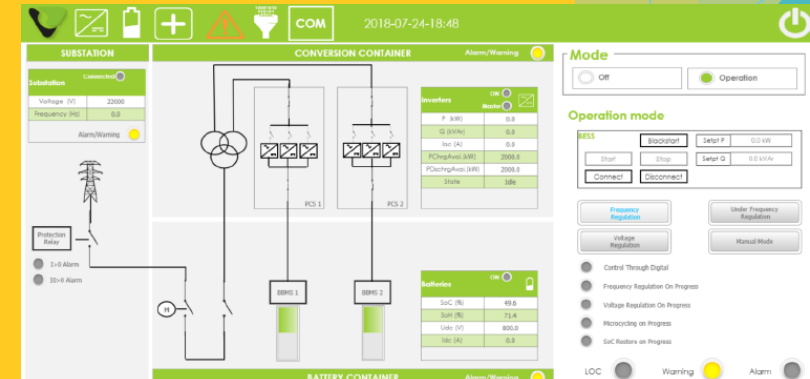 COM
2018-07-24-18:48
SUBSTATION
Substation
Connected
Voltage (V) 22000
Frequency (Hz) 0.0
Alarm/Warning
Protection
Relay
I>0 Alarm
CONVERSION CONTAINER
Alarm/Warning
PCS 1
PCS 2
Inverters
ON
Master
P (kW) 0.0
Q (kVAr) 0.0
Iac (A) 0.0
PChrgAvai.(kW) 2000.0
PDischrgAvai.(kW) 2000.0
State Idle
M
BBMS 1
BBMS 2
Batteries
ON
SoC (%) 49.6
SoH (%) 71.4
Udc (V) 800.0
Idc (A) 0.0
BATTERY CONTAINER
Alarm/Warning
Mode
Off
Operation
Operation mode
BESS
Blackstart
Setpt P 0.0 kW
Start
Stop
Setpt Q 0.0 kVAr
Connect
Disconnect
Frequency
Regulation
Under Frequency
Regulation
Voltage
Regulation
Manual Mode
Control Through Digital
Frequency Regulation On Progress
Voltage Regulation On Progress
Microcycling on Progress
SoC Restore on Progress
LOC
Warning
Alarm